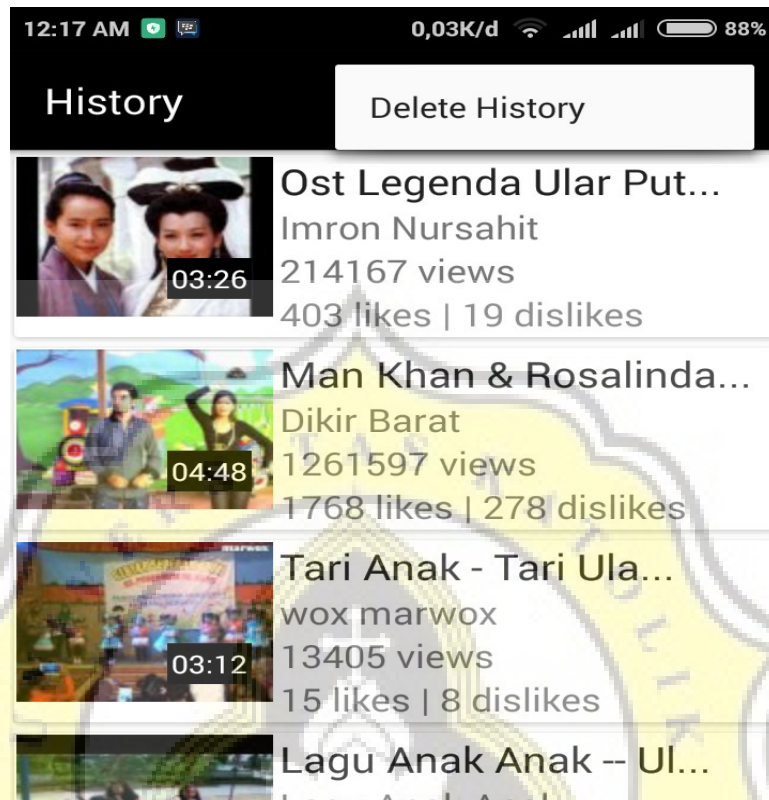 12:17 AM 0,03K/d 88%
History
Delete History
Ost Legenda Ular Put...
Imron Nursahit
03:26
214167 views
403 likes | 19 dislikes
Man Khan & Rosalinda...
Dikir Barat
04:48
1261597 views
1768 likes | 278 dislikes
Tari Anak - Tari Ula...
wox marwox
03:12
13405 views
15 likes | 8 dislikes
Lagu Anak Anak -- Ul...